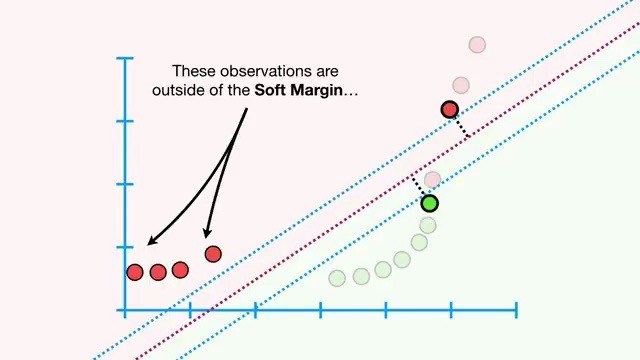 These observations are
outside of the Soft Margin…